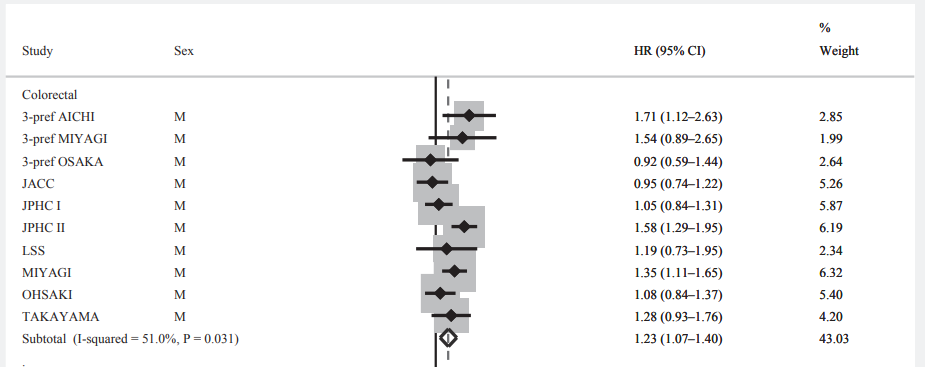 %
Study Sex HR (95% CI) Weight
Colorectal
3-pref AICHI M 1.71 (1.12–2.63) 2.85
3-pref MIYAGI M 1.54 (0.89–2.65) 1.99
3-pref OSAKA M 0.92 (0.59–1.44) 2.64
JACC M 0.95 (0.74–1.22) 5.26
JPHC I M 1.05 (0.84–1.31) 5.87
JPHC II M 1.58 (1.29–1.95) 6.19
LSS M 1.19 (0.73–1.95) 2.34
MIYAGI M 1.35 (1.11–1.65) 6.32
OHSAKI M 1.08 (0.84–1.37) 5.40
TAKAYAMA M 1.28 (0.93–1.76) 4.20
Subtotal (I-squared = 51.0%, P = 0.031) 1.23 (1.07–1.40) 43.03